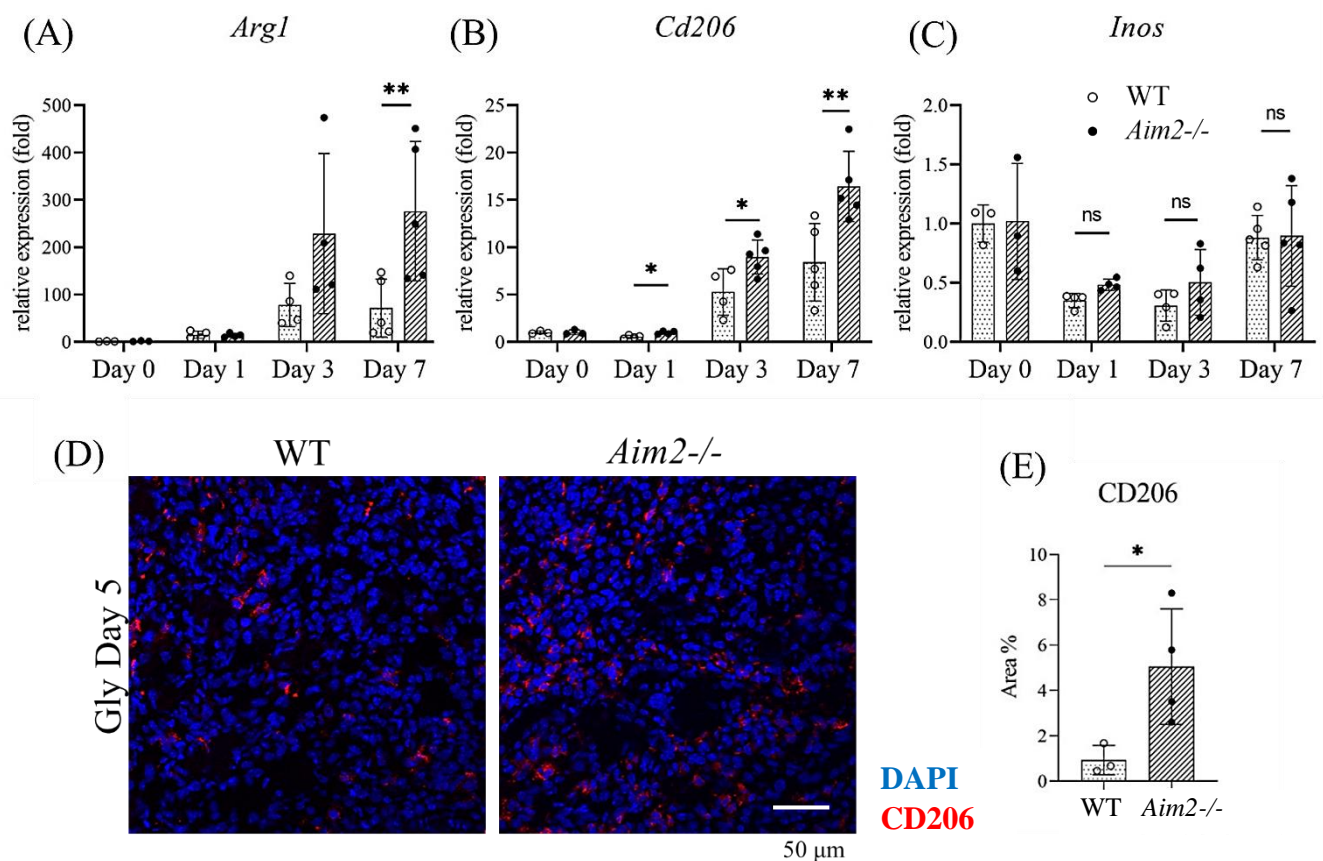 (A)
Arg1
relative expression (fold)
500
400
300
200
100
0
**
Day 0 Day 1 Day 3 Day 7
(B)
Cd206
relative expression (fold)
25
20
15
10
5
0
*
*
**
Day 0 Day 1 Day 3 Day 7
(C)
Inos
relative expression (fold)
2.0
1.5
1.0
0.5
0.0
WT
Aim2-/-
ns
ns
ns
Day 0 Day 1 Day 3 Day 7
(D)
WT
Aim2-/-
Gly Day 5
50 μm
DAPI
CD206
(E)
CD206
Area %
10
8
6
4
2
0
*
WT Aim2-/-